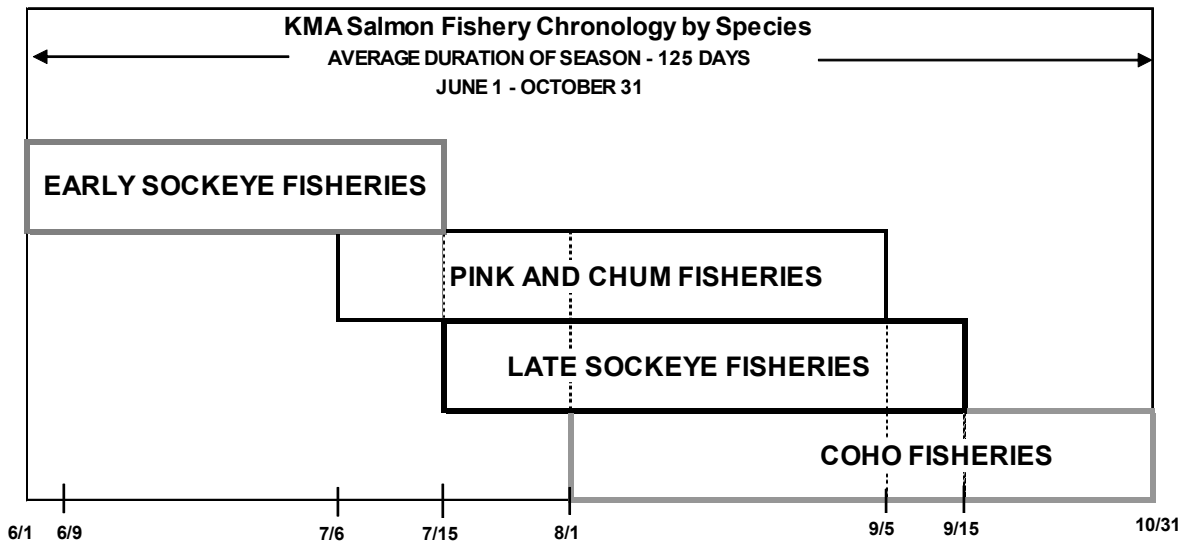 KMA Salmon Fishery Chronology by Species
AVERAGE DURATION OF SEASON - 125 DAYS
JUNE 1 - OCTOBER 31
EARLY SOCKEYE FISHERIES
PINK AND CHUM FISHERIES
LATE SOCKEYE FISHERIES
COHO FISHERIES
6/1 6/9 7/6 7/15 8/1 9/5 9/15 10/31